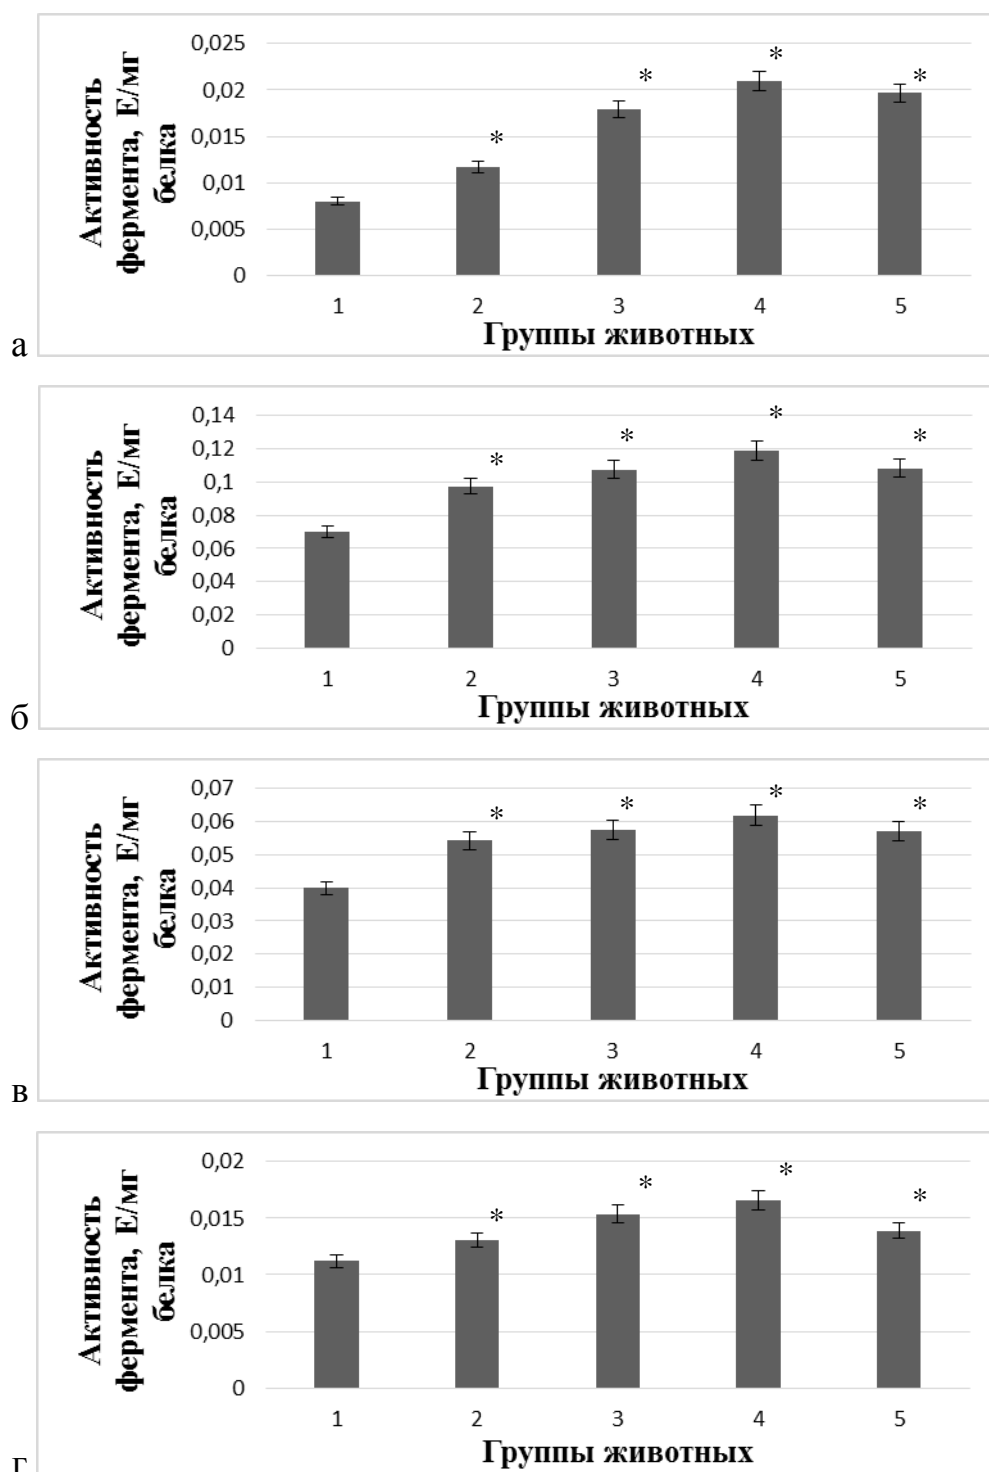 0,025
0,02
0,015
0,01
0,005
0
Активность
фермента, Е/мг
белка
*
*
*
*
1 2 3 4 5
Группы животных
а
0,14
0,12
0,1
0,08
0,06
0,04
0,02
0
Активность
фермента, Е/мг
белка
*
*
*
*
1 2 3 4 5
Группы животных
б
0,07
0,06
0,05
0,04
0,03
0,02
0,01
0
Активность
фермента, Е/мг
белка
*
*
*
*
1 2 3 4 5
Группы животных
в
0,02
0,015
0,01
0,005
0
Активность
фермента, Е/мг
белка
*
*
*
*
1 2 3 4 5
Группы животных
г